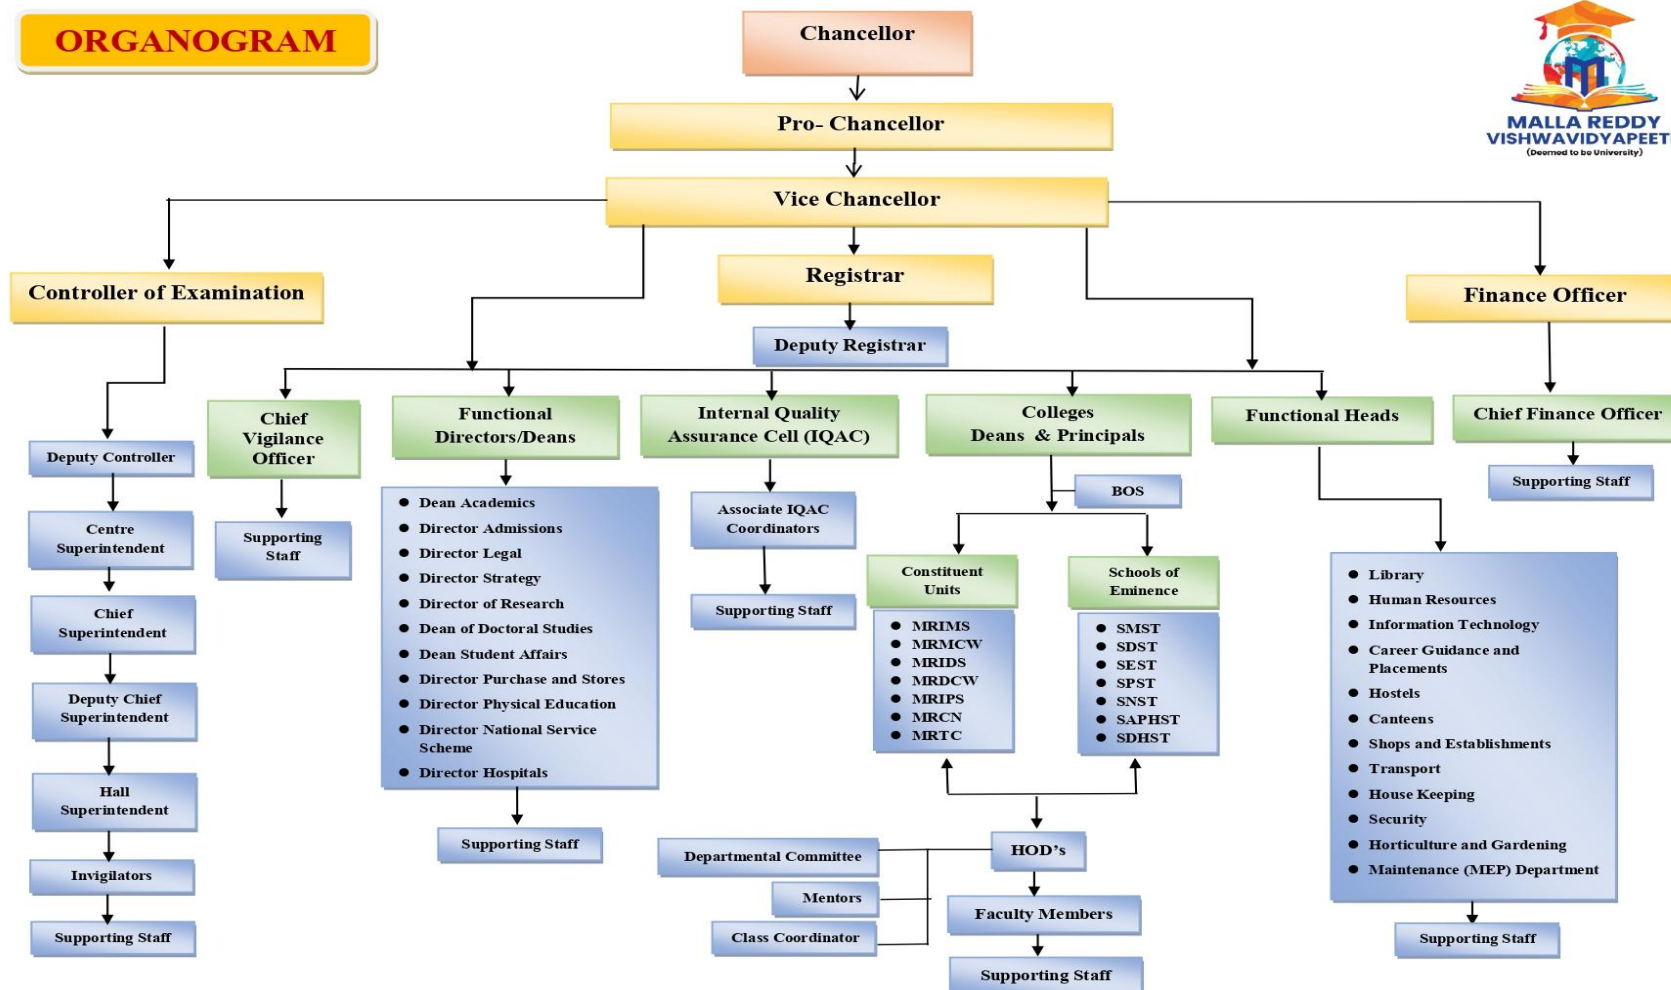 ORGANOGRAM
Chancellor
MALLA REDDY
VISHWAVIDYAPEET
(Deemed to be University)
Pro- Chancellor
Vice Chancellor
Controller of Examination
Registrar
Finance Officer
Deputy Registrar
Deputy Controller
Centre
Superintendent
Chief
Superintendent
Deputy Chief
Superintendent
Hall
Superintendent
Invigilators
Supporting Staff
Chief
Vigilance
Officer
Supporting
Staff
Functional
Directors/Deans
● Dean Academics
● Director Admissions
● Director Legal
● Director Strategy
● Director of Research
● Dean of Doctoral Studies
● Dean Student Affairs
● Director Purchase and Stores
● Director Physical Education
● Director National Service
Scheme
● Director Hospitals
Supporting Staff
Internal Quality
Assurance Cell (IQAC)
Associate IQAC
Coordinators
Supporting Staff
Colleges
Deans & Principals
BOS
Constituent
Units
● MRIMS
● MRMCW
● MRIDS
● MRDCW
● MRIPS
● MRCN
● MRTC
Schools of
Eminence
● SMST
● SDST
● SEST
● SPST
● SNST
● SAPHST
● SDHST
HOD’s
Departmental Committee
Mentors
Class Coordinator
Faculty Members
Supporting Staff
Functional Heads
● Library
● Human Resources
● Information Technology
● Career Guidance and
Placements
● Hostels
● Canteens
● Shops and Establishments
● Transport
● House Keeping
● Security
● Horticulture and Gardening
● Maintenance (MEP) Department
Supporting Staff
Chief Finance Officer
Supporting Staff